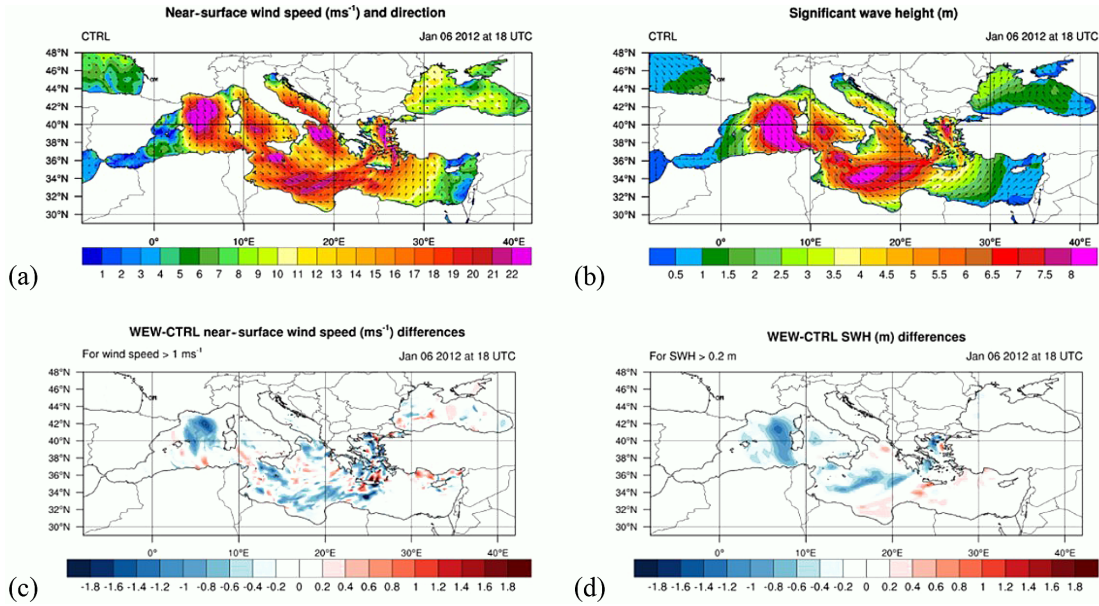 Near-surface wind speed (ms-1) and direction
CTRL
Jan 06 2012 at 18 UTC
48°N
46°N
44°N
42°N
40°N
38°N
36°N
34°N
32°N
30°N
0°
10°E
20°E
30°E
40°E
1 2 3 4 5 6 7 8 9 10 11 12 13 14 15 16 17 18 19 20 21 22
(a)
Significant wave height (m)
CTRL
Jan 06 2012 at 18 UTC
48°N
46°N
44°N
42°N
40°N
38°N
36°N
34°N
32°N
30°N
0°
10°E
20°E
30°E
40°E
0.5 1 1.5 2 2.5 3 3.5 4 4.5 5 5.5 6 6.5 7 7.5 8
(b)
WEW-CTRL near-surface wind speed (ms-1) differences
For wind speed > 1 ms-1
Jan 06 2012 at 18 UTC
48°N
46°N
44°N
42°N
40°N
38°N
36°N
34°N
32°N
30°N
0°
10°E
20°E
30°E
40°E
-1.8 -1.6 -1.4 -1.2 -1 -0.8 -0.6 -0.4 -0.2 0 0.2 0.4 0.6 0.8 1 1.2 1.4 1.6 1.8
(c)
WEW-CTRL SWH (m) differences
For SWH > 0.2 m
Jan 06 2012 at 18 UTC
48°N
46°N
44°N
42°N
40°N
38°N
36°N
34°N
32°N
30°N
0°
10°E
20°E
30°E
40°E
-1.8 -1.6 -1.4 -1.2 -1 -0.8 -0.6 -0.4 -0.2 0 0.2 0.4 0.6 0.8 1 1.2 1.4 1.6 1.8
(d)